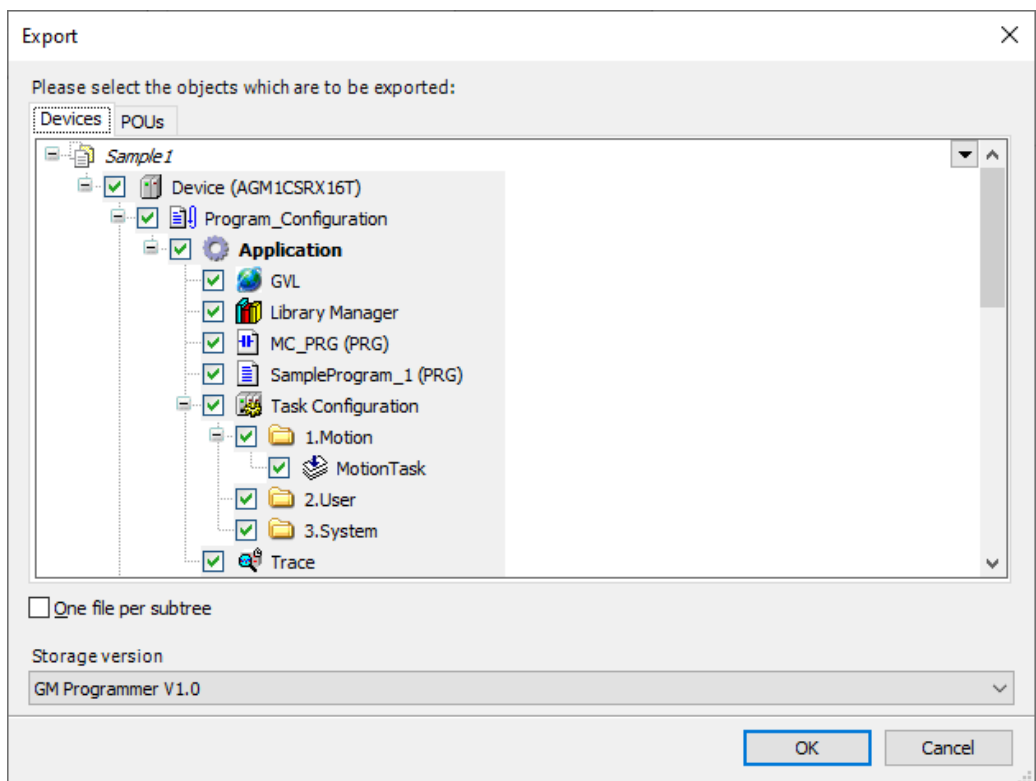 Export
Please select the objects which are to be exported:
Devices POUs
Sample1
Device (AGM1CSRX16T)
Program_Configuration
Application
GVL
Library Manager
MC_PRG (PRG)
SampleProgram_1 (PRG)
Task Configuration
1.Motion
MotionTask
2.User
3.System
Trace
One file per subtree
Storage version
GM Programmer V1.0
OK Cancel